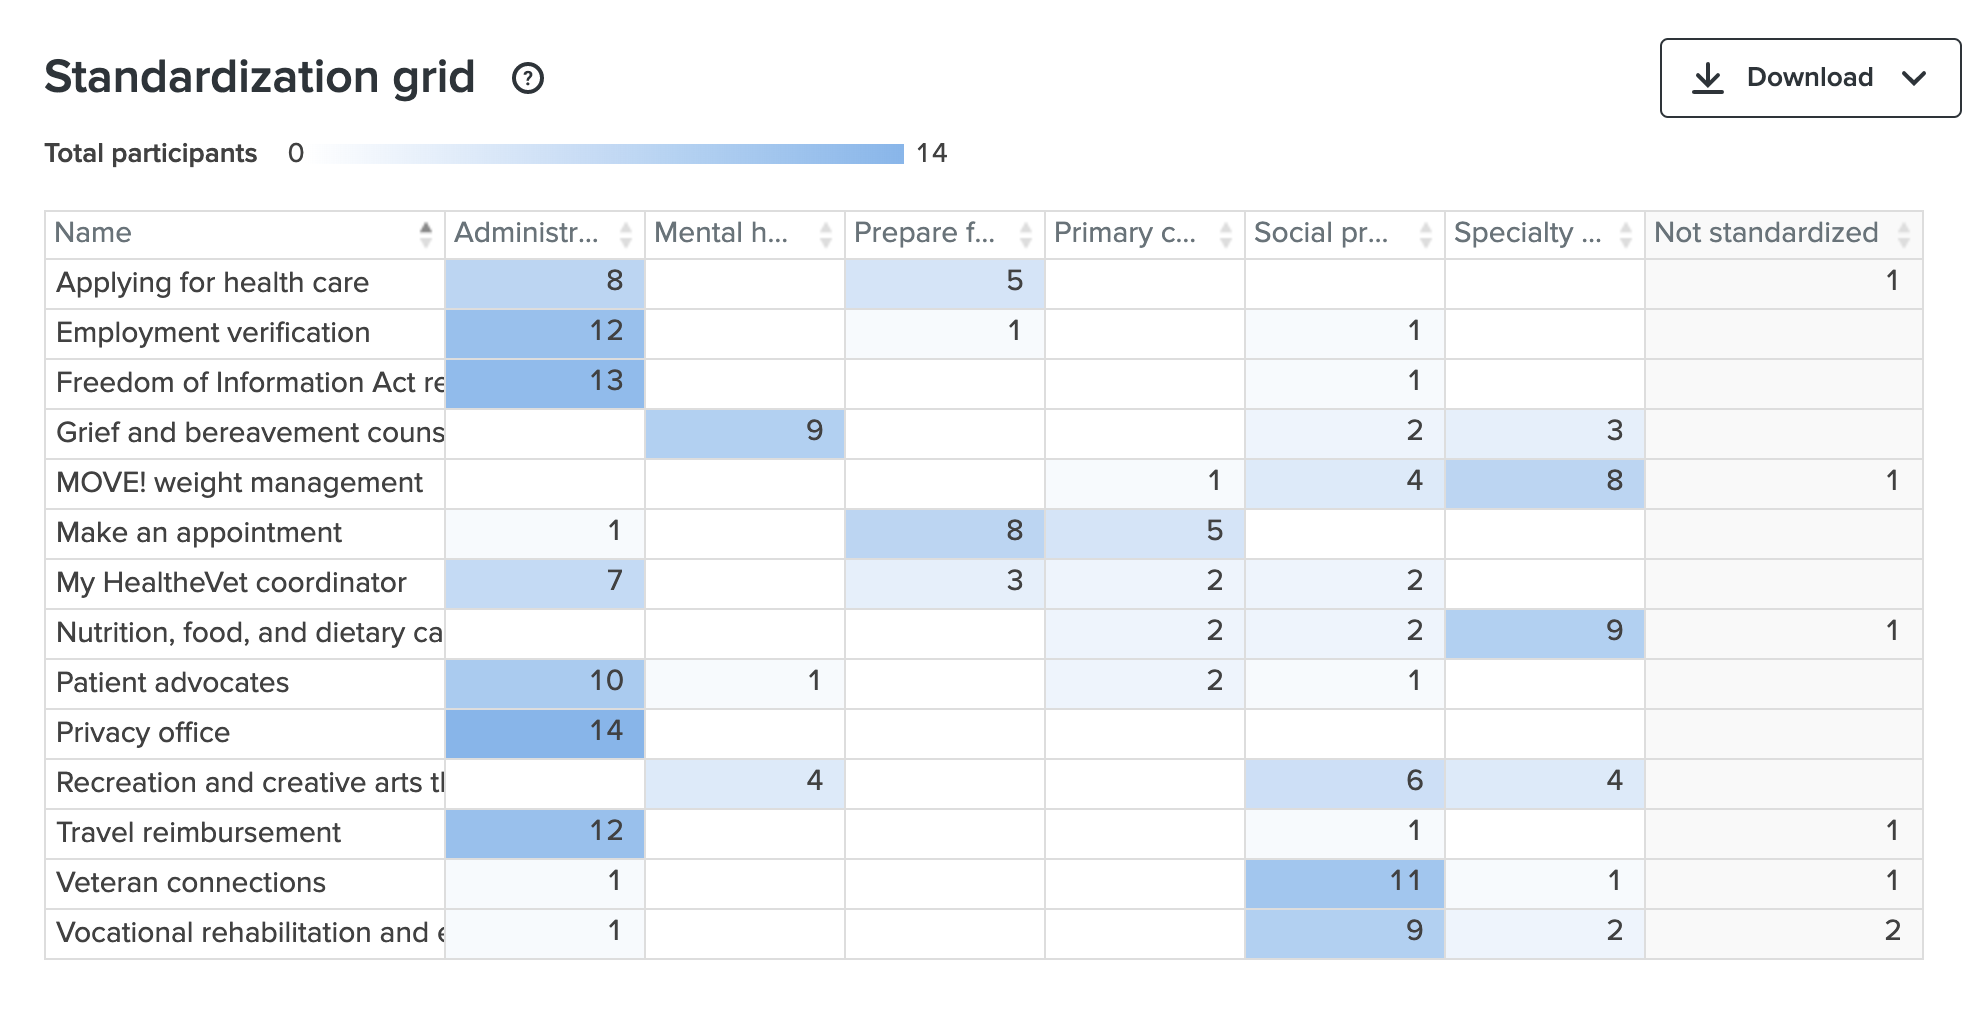 Standardization grid ?
Download
Total participants 0 14
Name Administr... Mental h... Prepare f... Primary c... Social pr... Specialty ... Not standardized
Applying for health care 8 5 1
Employment verification 12 1 1
Freedom of Information Act re 13 1
Grief and bereavement couns 9 2 3
MOVE! weight management 1 4 8 1
Make an appointment 1 8 5
My HealtheVet coordinator 7 3 2 2
Nutrition, food, and dietary ca 2 2 9 1
Patient advocates 10 1 2 1
Privacy office 14
Recreation and creative arts 4 6 4
Travel reimbursement 12 1 1
Veteran connections 1 11 1 1
Vocational rehabilitation and 1 9 2 2